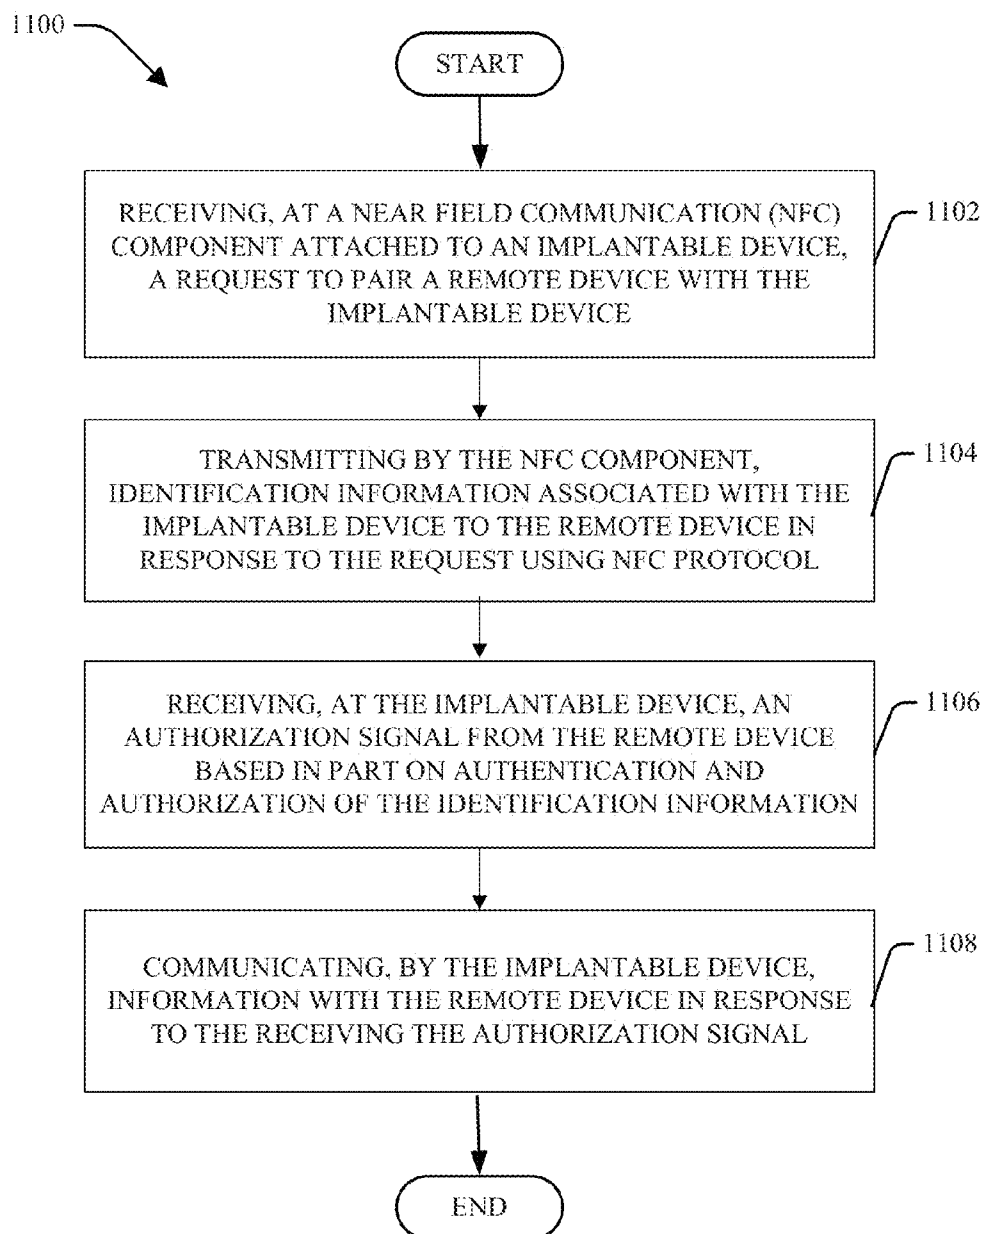 1100
START
RECEIVING, AT A NEAR FIELD COMMUNICATION (NFC)
COMPONENT ATTACHED TO AN IMPLANTABLE DEVICE,
A REQUEST TO PAIR A REMOTE DEVICE WITH THE
IMPLANTABLE DEVICE
1102
TRANSMITTING BY THE NFC COMPONENT,
IDENTIFICATION INFORMATION ASSOCIATED WITH THE
IMPLANTABLE DEVICE TO THE REMOTE DEVICE IN
RESPONSE TO THE REQUEST USING NFC PROTOCOL
1104
RECEIVING, AT THE IMPLANTABLE DEVICE, AN
AUTHORIZATION SIGNAL FROM THE REMOTE DEVICE
BASED IN PART ON AUTHENTICATION AND
AUTHORIZATION OF THE IDENTIFICATION INFORMATION
1106
COMMUNICATING, BY THE IMPLANTABLE DEVICE,
INFORMATION WITH THE REMOTE DEVICE IN RESPONSE
TO THE RECEIVING THE AUTHORIZATION SIGNAL
1108
END